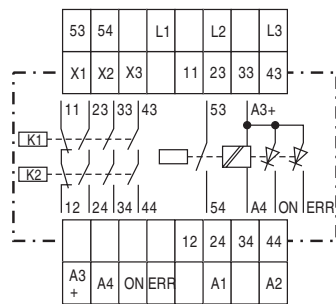 53 54 L1 L2 L3
X1 X2 X3 11 23 33 43
11 23 33 43 53 A3+
K1
K2
12 24 34 44 54 A4 ON ERR
12 24 34 44
A3+ A4 ON ERR A1 A2